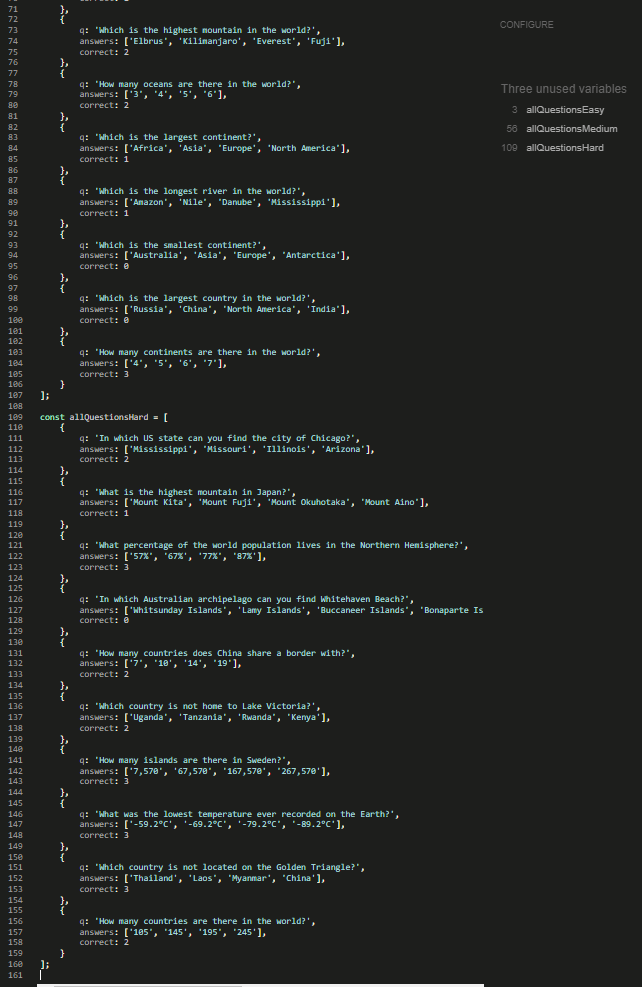 71 },
72 {
73 q: 'Which is the highest mountain in the world?',
74 answers: ['Elbrus', 'Kilimanjaro', 'Everest', 'Fuji'],
75 correct: 2
76 },
77 {
78 q: 'How many oceans are there in the world?',
79 answers: ['3', '4', '5', '6'],
80 correct: 2
81 },
82 {
83 q: 'Which is the largest continent?',
84 answers: ['Africa', 'Asia', 'Europe', 'North America'],
85 correct: 1
86 },
87 {
88 q: 'Which is the longest river in the world?',
89 answers: ['Amazon', 'Nile', 'Danube', 'Mississippi'],
90 correct: 1
91 },
92 {
93 q: 'Which is the smallest continent?',
94 answers: ['Australia', 'Asia', 'Europe', 'Antarctica'],
95 correct: 0
96 },
97 {
98 q: 'Which is the largest country in the world?',
99 answers: ['Russia', 'China', 'North America', 'India'],
100 correct: 0
101 },
102 {
103 q: 'How many continents are there in the world?',
104 answers: ['4', '5', '6', '7'],
105 correct: 3
106 }
107 ];
108
109 const allQuestionsHard = [
110 {
111 q: 'In which US state can you find the city of Chicago?',
112 answers: ['Mississippi', 'Missouri', 'Illinois', 'Arizona'],
113 correct: 2
114 },
115 {
116 q: 'What is the highest mountain in Japan?',
117 answers: ['Mount Kita', 'Mount Fuji', 'Mount Okuhotaka', 'Mount Aino'],
118 correct: 1
119 },
120 {
121 q: 'What percentage of the world population lives in the Northern Hemisphere?',
122 answers: ['57%', '67%', '77%', '87%'],
123 correct: 3
124 },
125 {
126 q: 'In which Australian archipelago can you find Whitehaven Beach?',
127 answers: ['Whitsunday Islands', 'Lamy Islands', 'Buccaneer Islands', 'Bonaparte Is
128 correct: 0
129 },
130 {
131 q: 'How many countries does China share a border with?',
132 answers: ['7', '10', '14', '19'],
133 correct: 2
134 },
135 {
136 q: 'Which country is not home to Lake Victoria?',
137 answers: ['Uganda', 'Tanzania', 'Rwanda', 'Kenya'],
138 correct: 2
139 },
140 {
141 q: 'How many islands are there in Sweden?',
142 answers: ['7,570', '67,570', '167,570', '267,570'],
143 correct: 3
144 },
145 {
146 q: 'What was the lowest temperature ever recorded on the Earth?',
147 answers: ['-59.2°C', '-69.2°C', '-79.2°C', '-89.2°C'],
148 correct: 3
149 },
150 {
151 q: 'Which country is not located on the Golden Triangle?',
152 answers: ['Thailand', 'Laos', 'Myanmar', 'China'],
153 correct: 3
154 },
155 {
156 q: 'How many countries are there in the world?',
157 answers: ['105', '145', '195', '245'],
158 correct: 2
159 }
160 ];
161
CONFIGURE
Three unused variables
3 allQuestionsEasy
56 allQuestionsMedium
109 allQuestionsHard